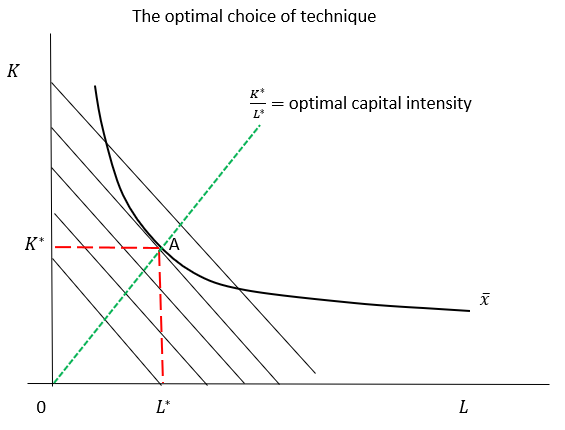 The optimal choice of technique
K
K*/L* = optimal capital intensity
K*
A
x̄
0
L*
L